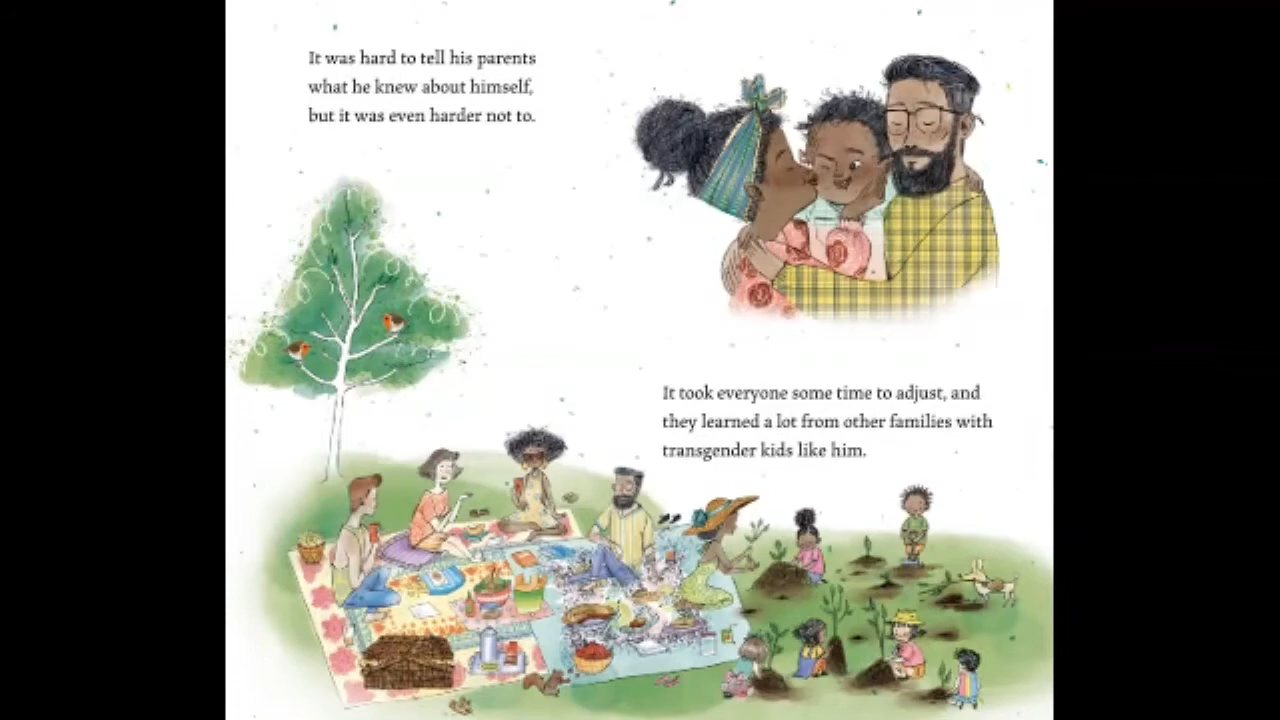 It was hard to tell his parents
what he knew about himself,
but it was even harder not to.
It took everyone some time to adjust, and
they learned a lot from other families with
transgender kids like him.